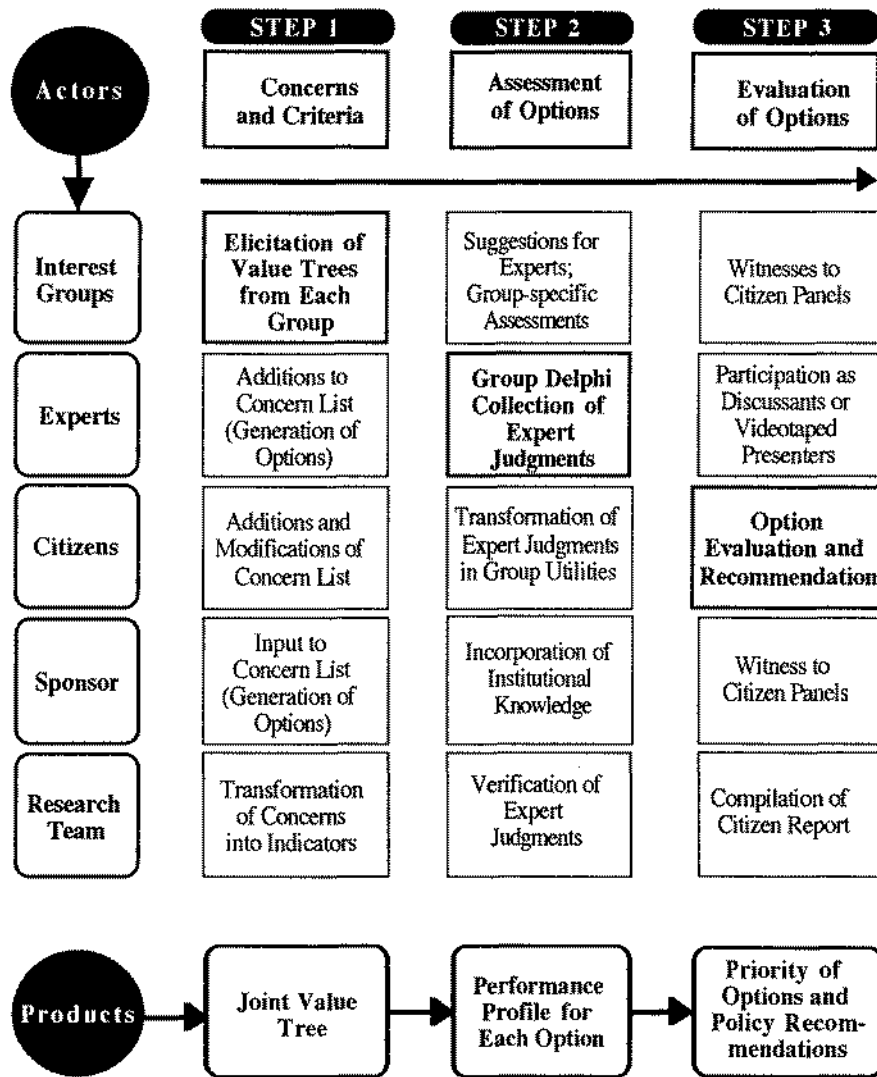 STEP 1
STEP 2
STEP 3
Actors
Concerns
and Criteria
Assessment
of Options
Evaluation
of Options
Interest
Groups
Elicitation of
Value Trees
from Each
Group
Suggestions for
Experts;
Group-specific
Assessments
Witnesses to
Citizen Panels
Experts
Additions to
Concern List
(Generation of
Options)
Group Delphi
Collection of
Expert
Judgments
Participation as
Discussants or
Videotaped
Presenters
Citizens
Additions and
Modifications of
Concern List
Transformation of
Expert Judgments
in Group Utilities
Option
Evaluation and
Recommendation
Sponsor
Input to
Concern List
(Generation of
Options)
Incorporation of
Institutional
Knowledge
Witness to
Citizen Panels
Research
Team
Transformation
of Concerns
into Indicators
Verification of
Expert
Judgments
Compilation of
Citizen Report
Products
Joint Value
Tree
Performance
Profile for
Each Option
Priority of
Options and
Policy Recom-
mendations